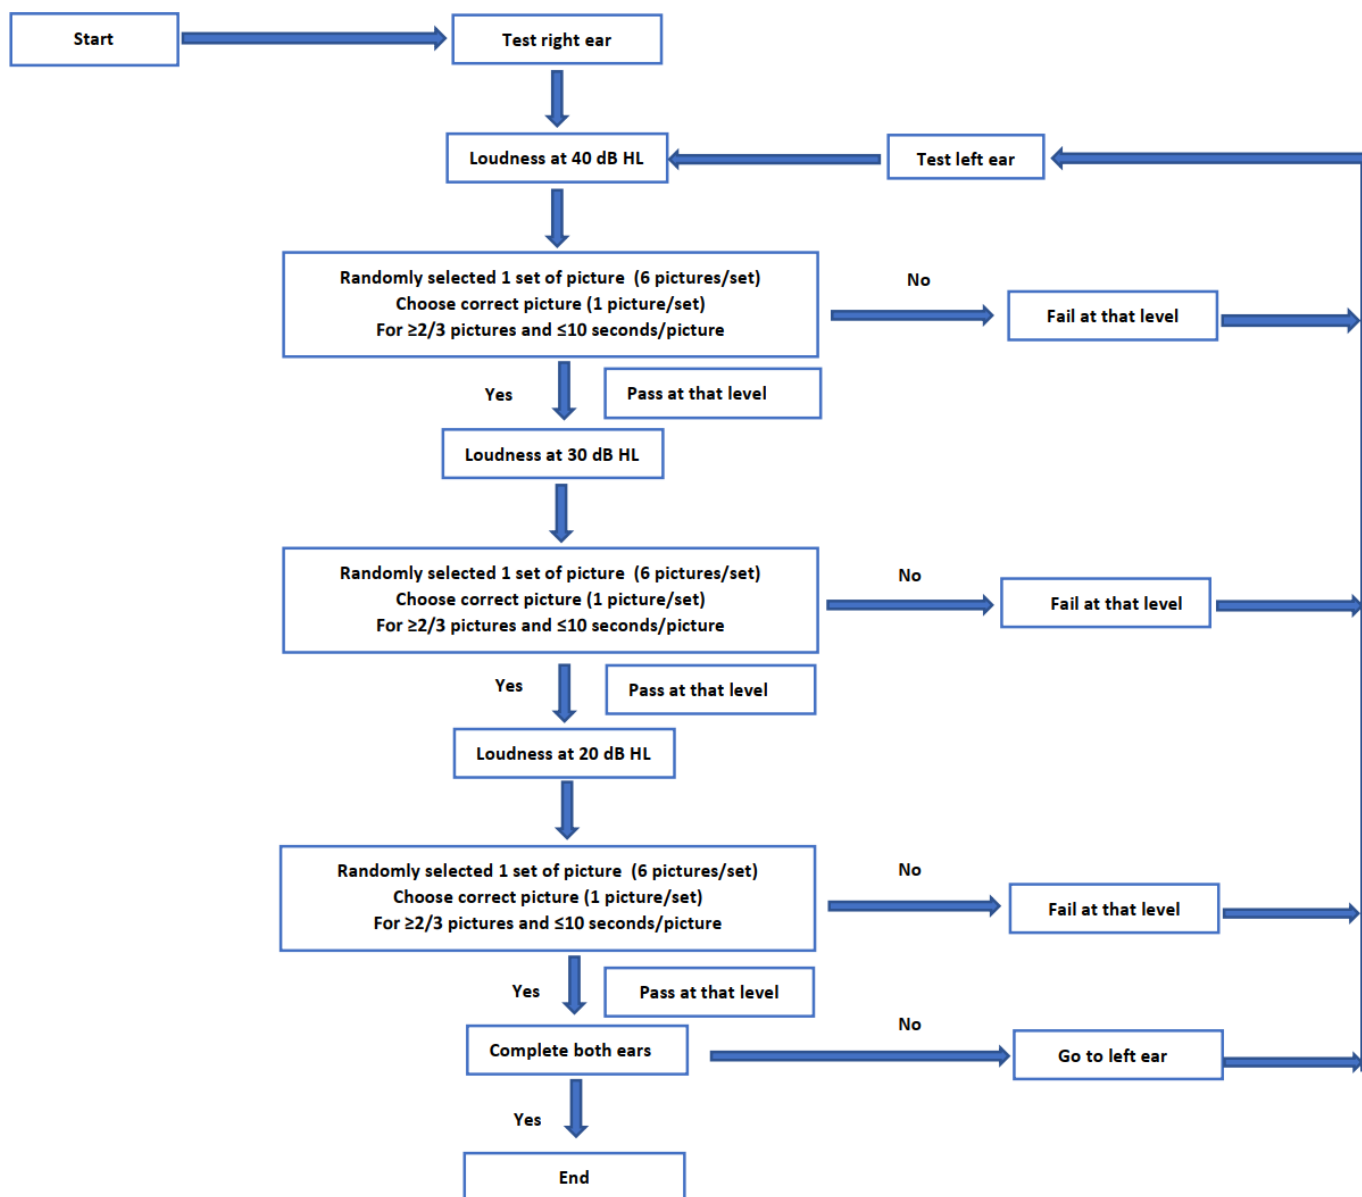 Start
Test right ear
Loudness at 40 dB HL
Test left ear
Randomly selected 1 set of picture (6 pictures/set)
Choose correct picture (1 picture/set)
For ≥2/3 pictures and ≤10 seconds/picture
No
Fail at that level
Yes
Pass at that level
Loudness at 30 dB HL
Randomly selected 1 set of picture (6 pictures/set)
Choose correct picture (1 picture/set)
For ≥2/3 pictures and ≤10 seconds/picture
No
Fail at that level
Yes
Pass at that level
Loudness at 20 dB HL
Randomly selected 1 set of picture (6 pictures/set)
Choose correct picture (1 picture/set)
For ≥2/3 pictures and ≤10 seconds/picture
No
Fail at that level
Yes
Pass at that level
Complete both ears
No
Go to left ear
Yes
End